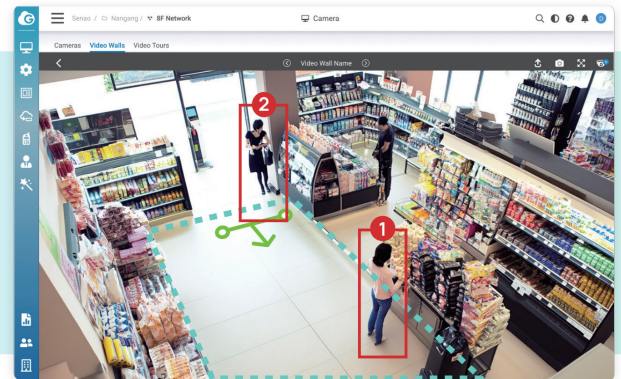 Senao / Nangang / 8F Network
Camera
Cameras Video Walls Video Tours
Video Wall Name
2
1